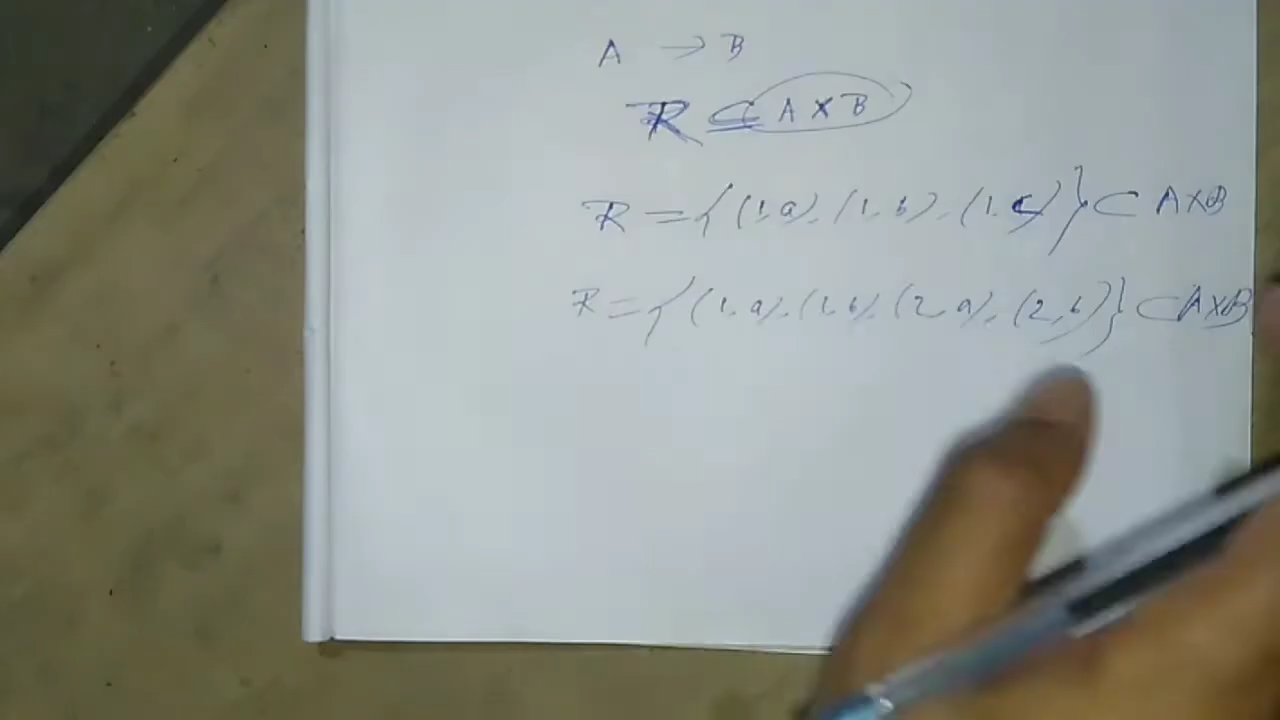 A → B
R ⊆ A × B
R = { (1, a), (1, b), (1, c) } ⊂ A×B
R = { (1, a), (1, b), (2, a), (2, b) } ⊂ A×B